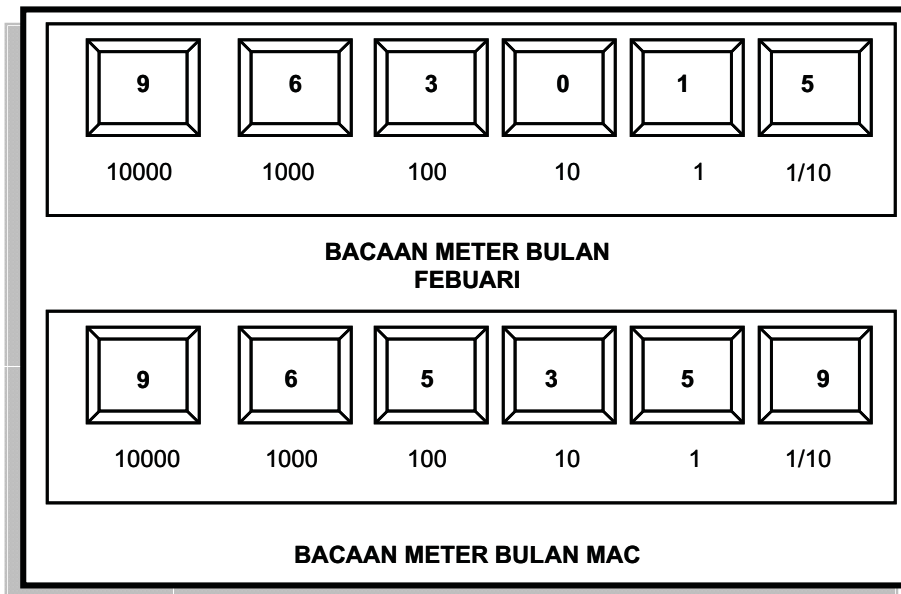 9 6 3 0 1 5
10000 1000 100 10 1 1/10
BACAAN METER BULAN
FEBUARI
9 6 5 3 5 9
10000 1000 100 10 1 1/10
BACAAN METER BULAN MAC